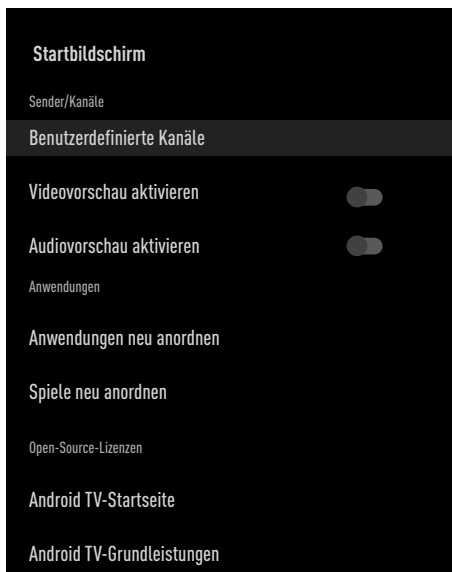 Startbildschirm
Sender/Kanäle
Benutzerdefinierte Kanäle
Videovorschau aktivieren
Audiovorschau aktivieren
Anwendungen
Anwendungen neu anordnen
Spiele neu anordnen
Open-Source-Lizenzen
Android TV-Startseite
Android TV-Grundleistungen